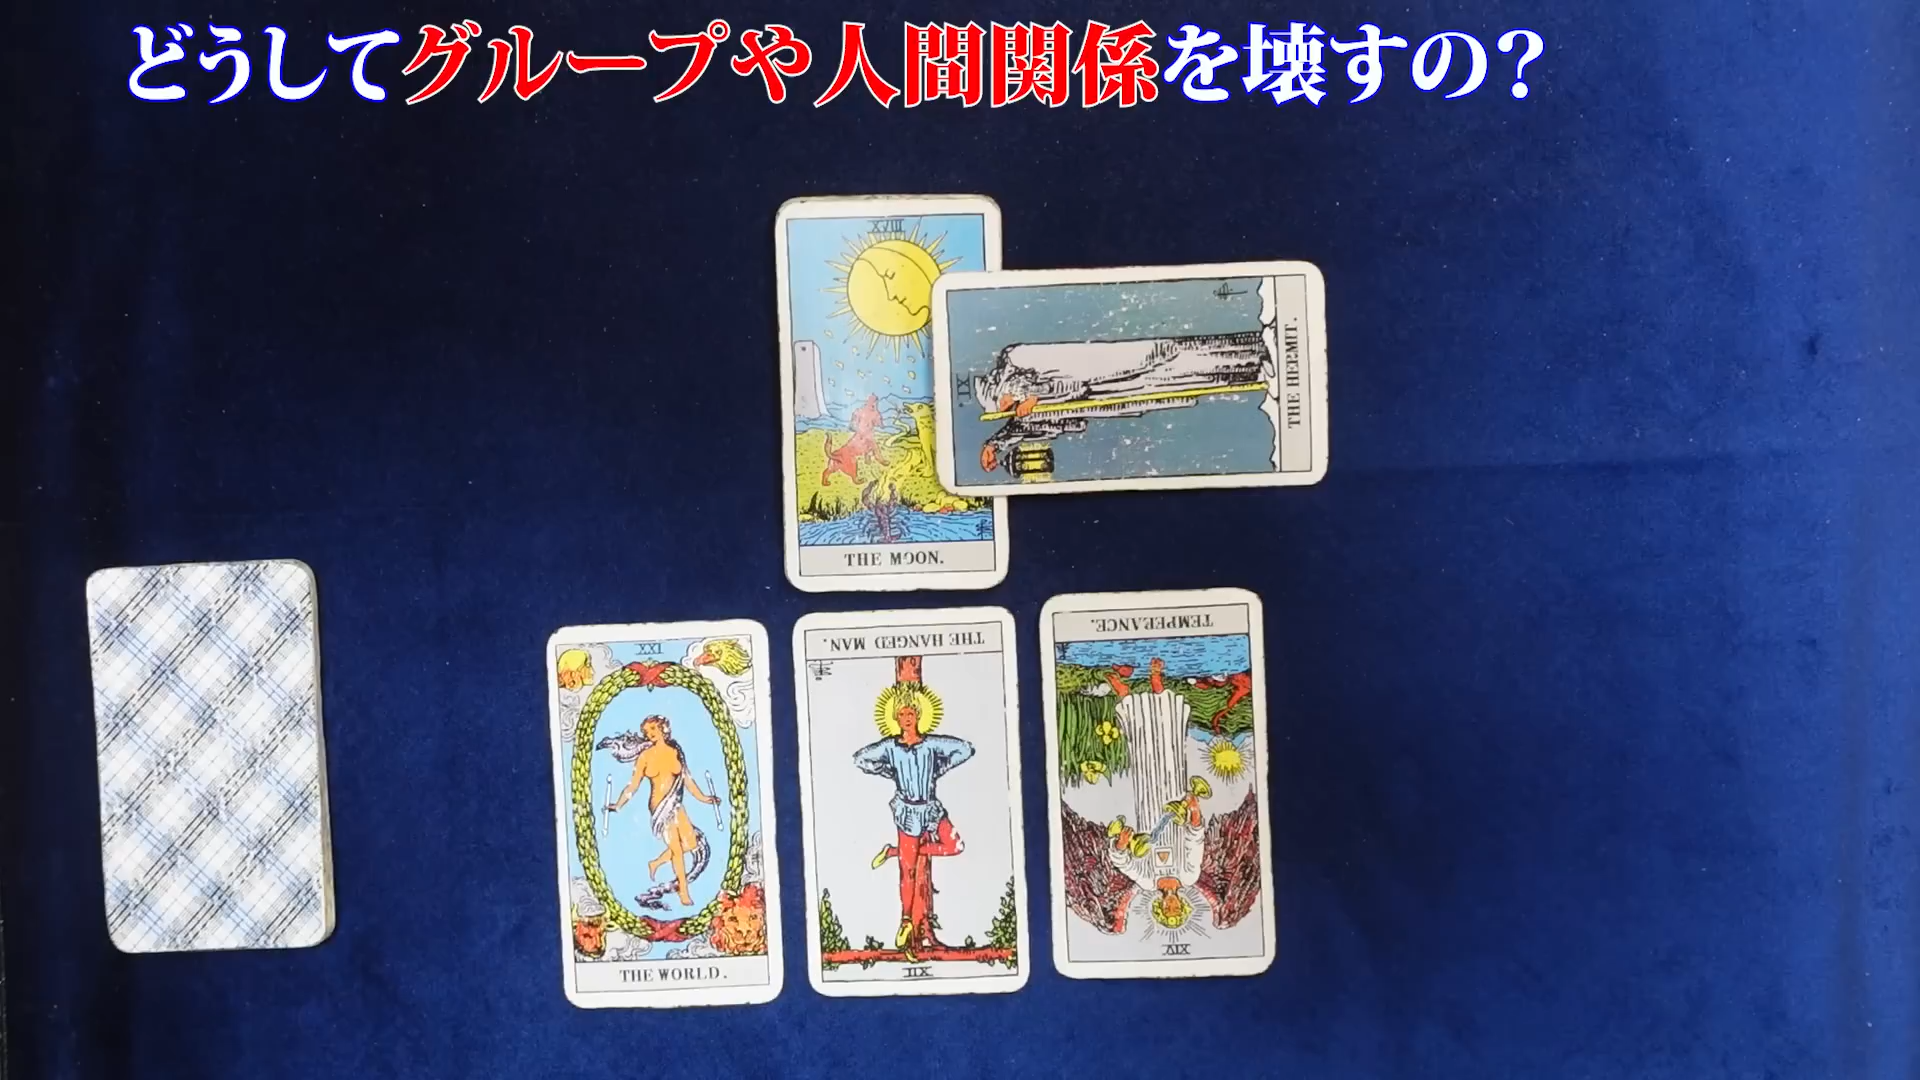 どうしてグループや人間関係を壊すの?
XVIII
THE MOON.
IX.
THE HERMIT.
XXI
THE WORLD.
THE HANGED MAN.
XII
TEMPERANCE.
XIV